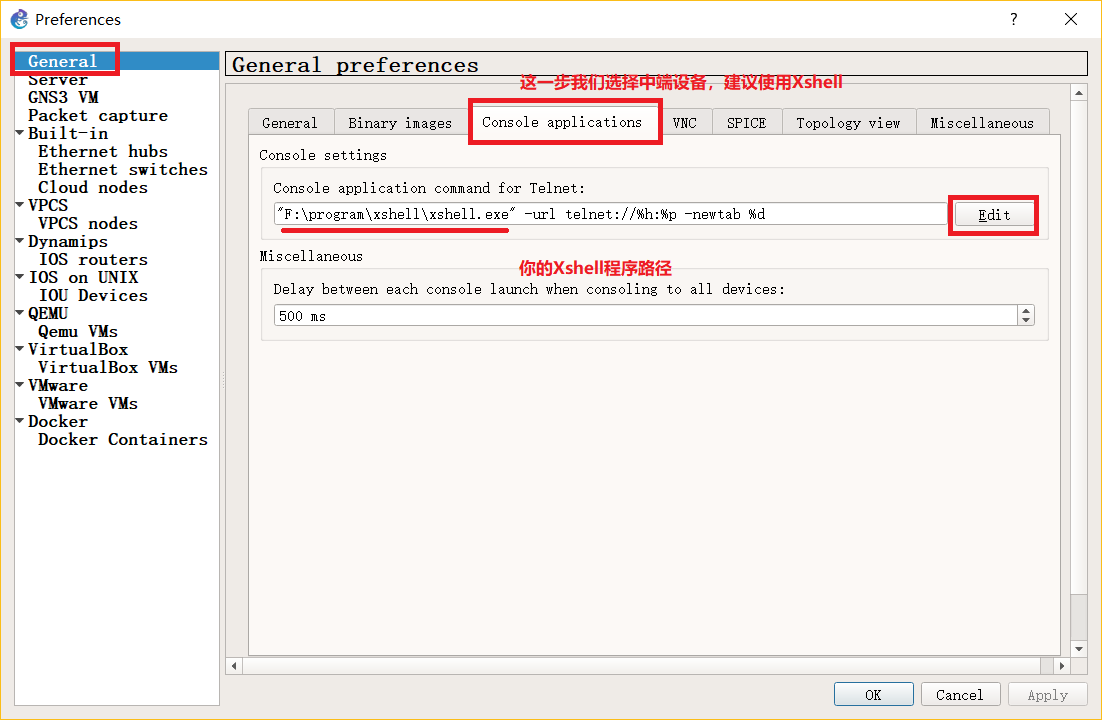 Preferences
General
Server
GNS3 VM
Packet capture
Built-in
Ethernet hubs
Ethernet switches
Cloud nodes
VPCS
VPCS nodes
Dynamips
IOS routers
IOS on UNIX
IOU Devices
QEMU
Qemu VMs
VirtualBox
VirtualBox VMs
VMware
VMware VMs
Docker
Docker Containers
General preferences
这一步我们选择中端设备，建议使用Xshell
General Binary images Console applications VNC SPICE Topology view Miscellaneous
Console settings
Console application command for Telnet:
"F:\program\xshell\xshell.exe" -url telnet://%h:%p -newtab %d
Edit
Miscellaneous
你的Xshell程序路径
Delay between each console launch when consoling to all devices:
500 ms
OK Cancel Apply